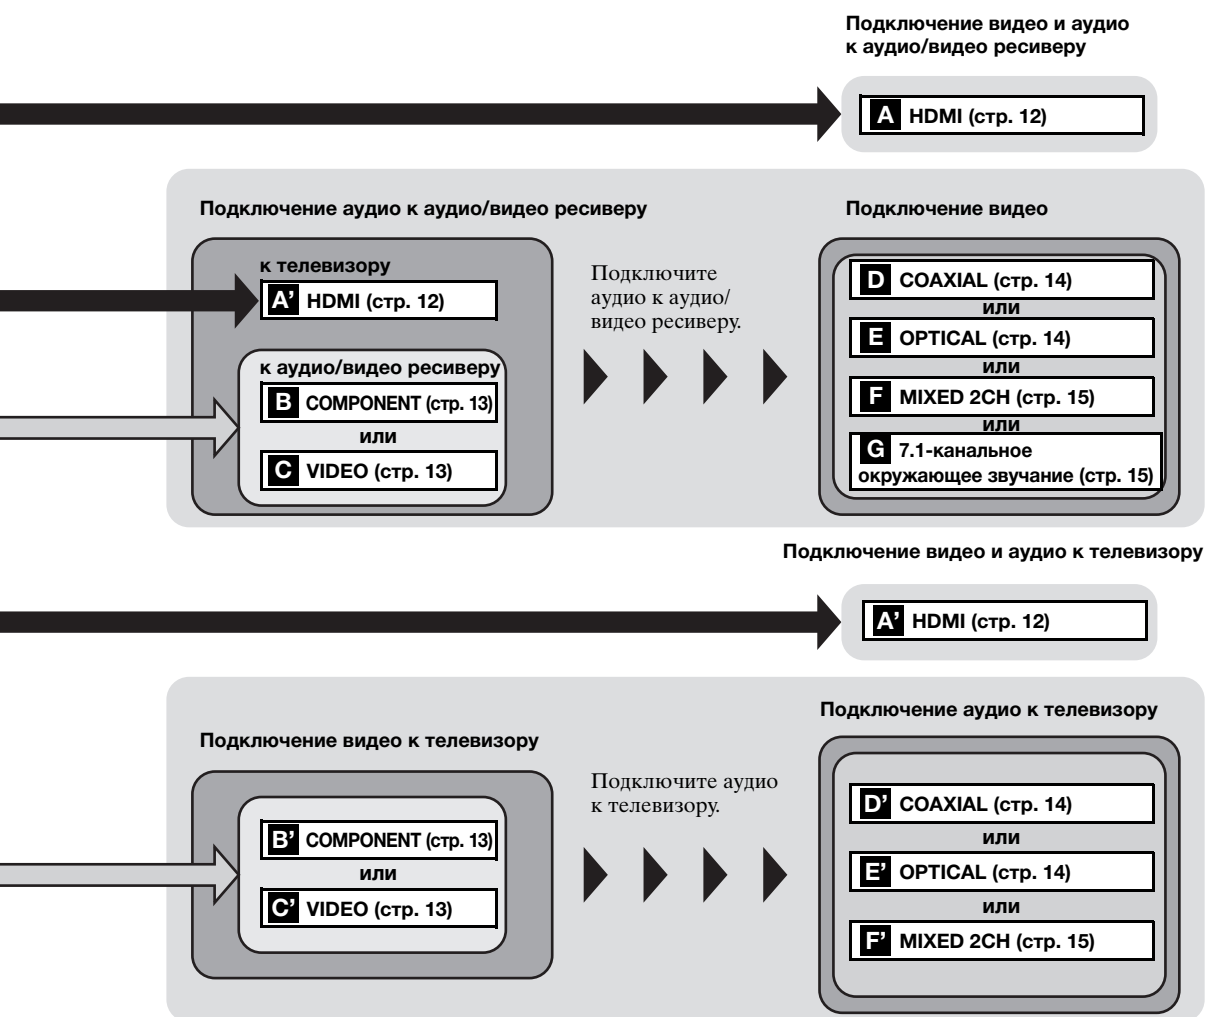 Подключение видео и аудио
к аудио/видео ресиверу
A HDMI (стр. 12)
Подключение аудио к аудио/видео ресиверу
к телевизору
A’ HDMI (стр. 12)
к аудио/видео ресиверу
B COMPONENT (стр. 13)
или
C VIDEO (стр. 13)
Подключите
аудио к аудио/
видео ресиверу.
Подключение видео
D COAXIAL (стр. 14)
или
E OPTICAL (стр. 14)
или
F MIXED 2CH (стр. 15)
или
G 7.1-канальное
окружающее звучание (стр. 15)
Подключение видео и аудио к телевизору
A’ HDMI (стр. 12)
Подключение видео к телевизору
B’ COMPONENT (стр. 13)
или
C’ VIDEO (стр. 13)
Подключите аудио
к телевизору.
Подключение аудио к телевизору
D’ COAXIAL (стр. 14)
или
E’ OPTICAL (стр. 14)
или
F’ MIXED 2CH (стр. 15)